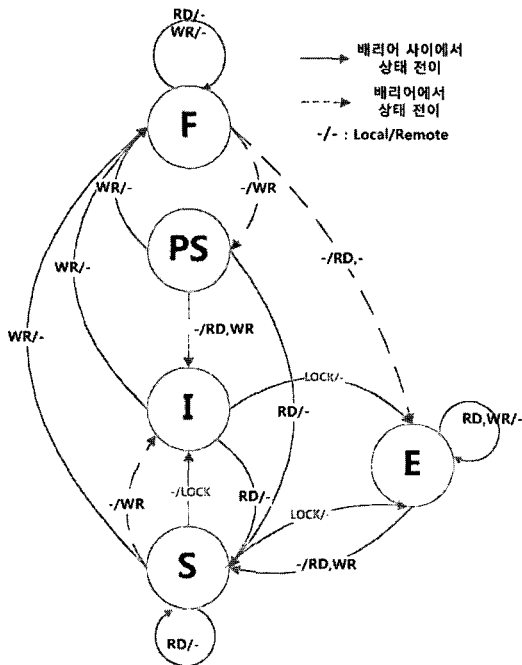 RD/-
WR/-
배리어 사이에서
상태 전이
배리어에서
상태 전이
-/- : Local/Remote
F
WR/-
-/WR
PS
WR/-
-/RD,-
WR/-
-/RD,WR
I
LOCK/-
RD/-
RD,WR/-
E
-/WR
-/LOCK
RD/-
LOCK/-
-/RD,WR
S
RD/-